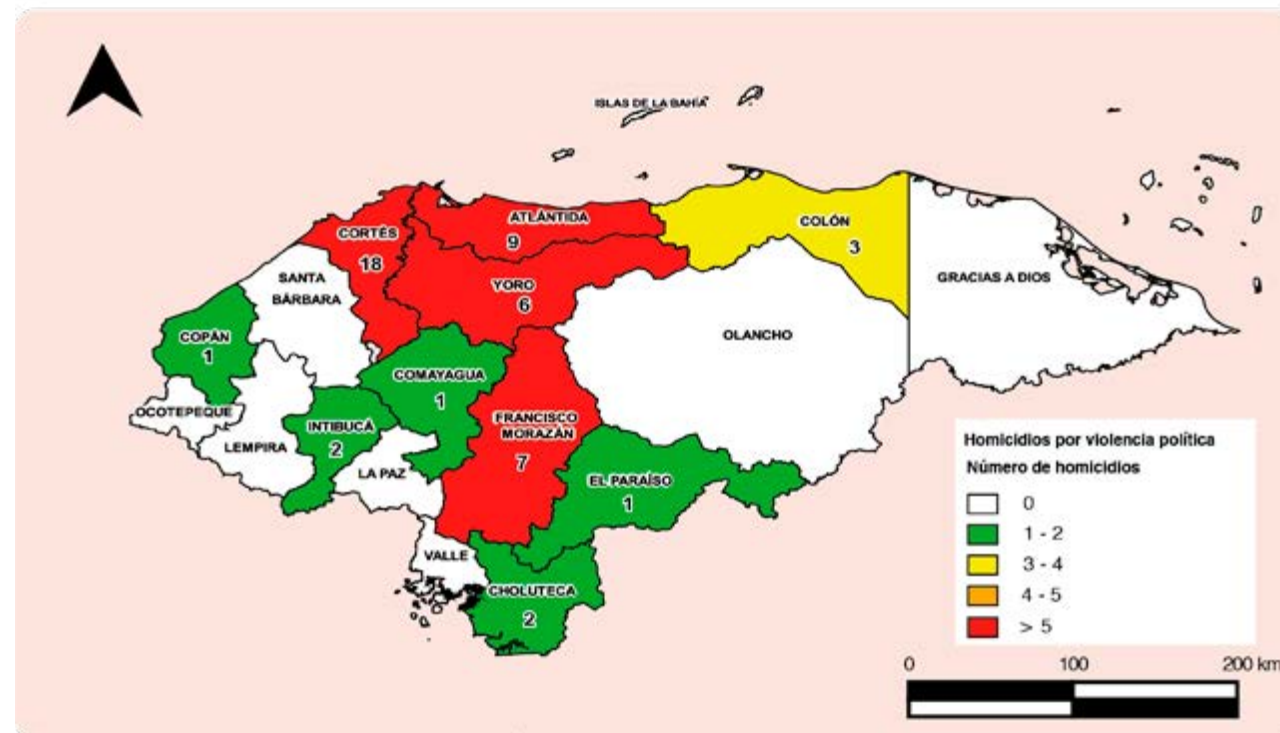 ISLAS DE LA BAHÍA
ATLÁNTIDA
9
COLÓN
3
CORTÉS
18
GRACIAS A DIOS
SANTA
BÁRBARA
YORO
6
OLANCHO
COPÁN
1
COMAYAGUA
1
OCOTEPEQUE
FRANCISCO
MORAZÁN
7
INTIBUCÁ
2
LEMPIRA
LA PAZ
EL PARAÍSO
1
VALLE
CHOLUTECA
2
Homicidios por violencia política
Número de homicidios
0
1 - 2
3 - 4
4 - 5
> 5
0 100 200 km